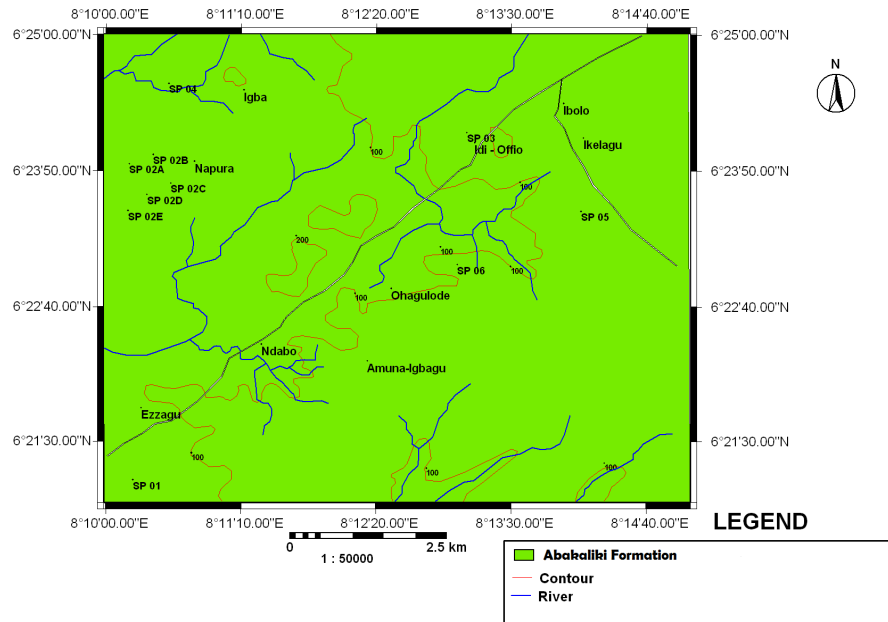 8°10'00.00"E 8°11'10.00"E 8°12'20.00"E 8°13'30.00"E 8°14'40.00"E
6°25'00.00"N 6°25'00.00"N
N
SP 04
Igba
Ibolo
SP 03
Ikelagu
Idi - Offio
100
SP 02B
Napura
SP 02A
6°23'50.00"N 6°23'50.00"N
SP 02C
100
SP 02D
SP 02E
SP 05
200
100
SP 06
100
Ohagulode
100
6°22'40.00"N 6°22'40.00"N
Ndabo
Amuna-Igbagu
Ezzagu
6°21'30.00"N 6°21'30.00"N
100
100
100
SP 01
8°10'00.00"E 8°11'10.00"E 8°12'20.00"E 8°13'30.00"E 8°14'40.00"E
LEGEND
0 2.5 km
1 : 50000
Abakaliki Formation
Contour
River